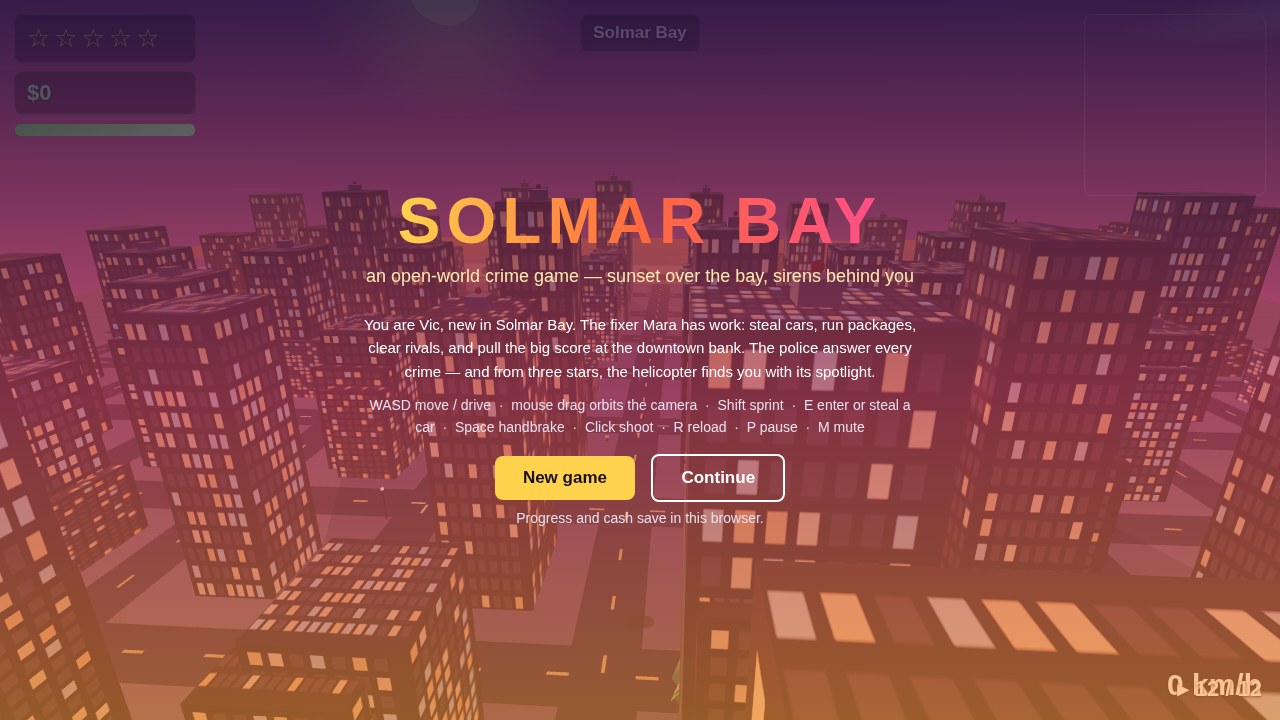 ☆☆☆☆☆
Solmar Bay
$0
SOLMAR BAY
an open-world crime game — sunset over the bay, sirens behind you
You are Vic, new in Solmar Bay. The fixer Mara has work: steal cars, run packages,
clear rivals, and pull the big score at the downtown bank. The police answer every
crime — and from three stars, the helicopter finds you with its spotlight.
WASD move / drive · mouse drag orbits the camera · Shift sprint · E enter or steal a
car · Space handbrake · Click shoot · R reload · P pause · M mute
New game
Continue
Progress and cash save in this browser.
0 km/h
12 / 12